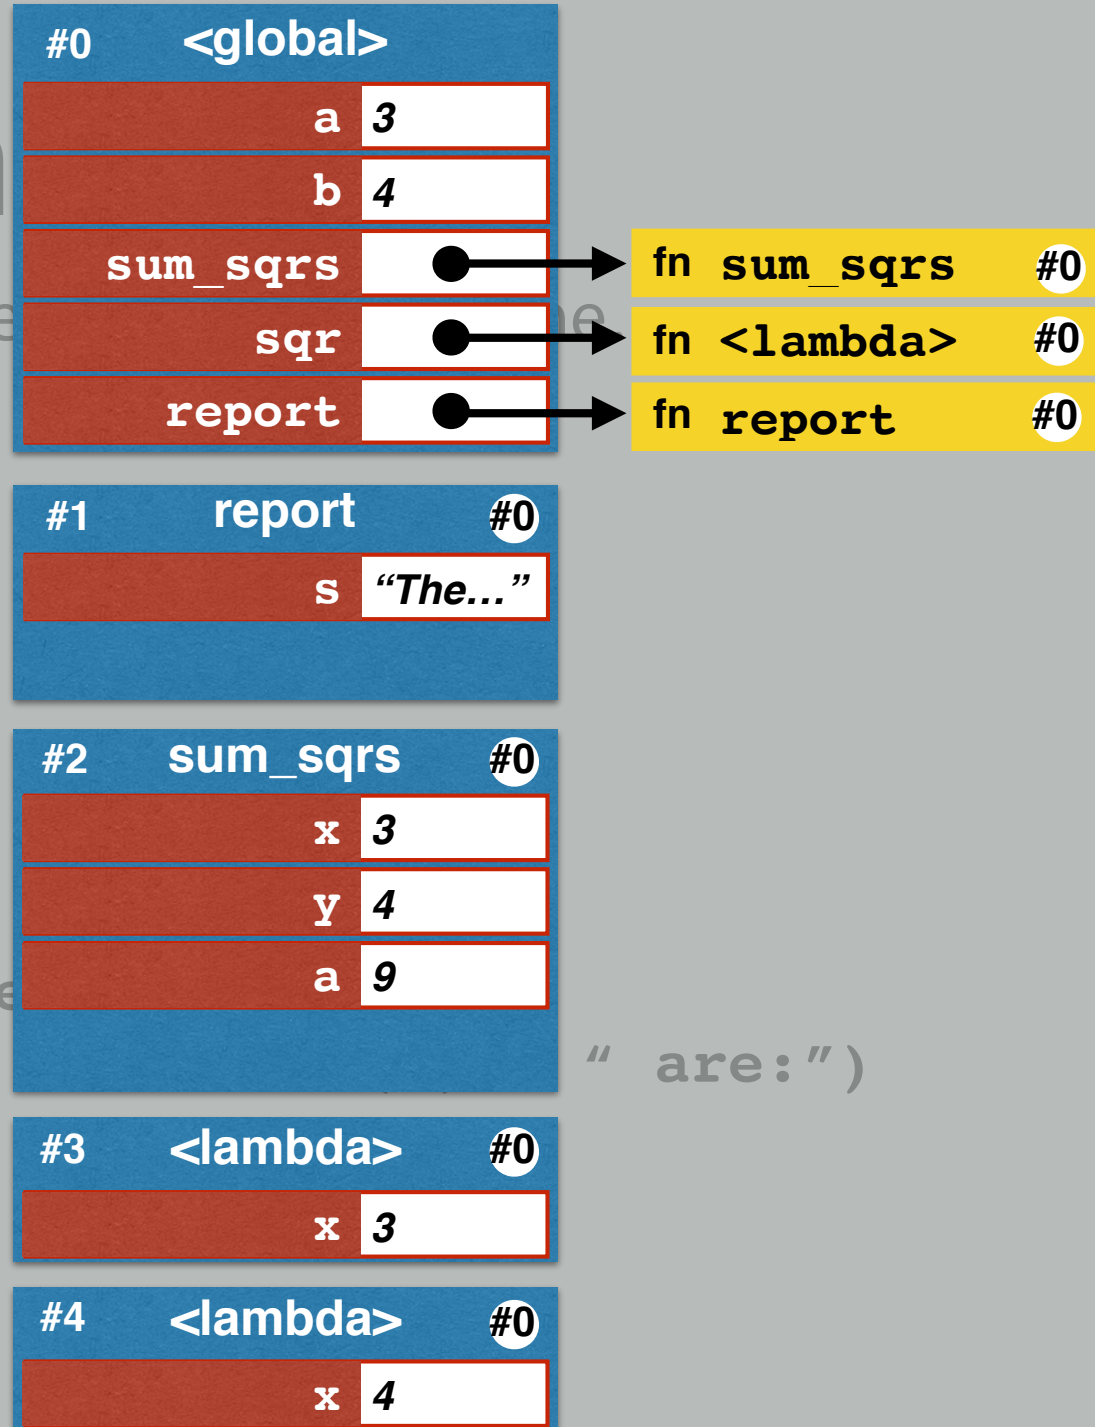 #0 <global>
a 3
b 4
sum_sqrs fn sum_sqrs #0
sqr fn <lambda> #0
report fn report #0
#1 report #0
s “The…”
#2 sum_sqrs #0
x 3
y 4
a 9
“ are:”)
#3 <lambda> #0
x 3
#4 <lambda> #0
x 4